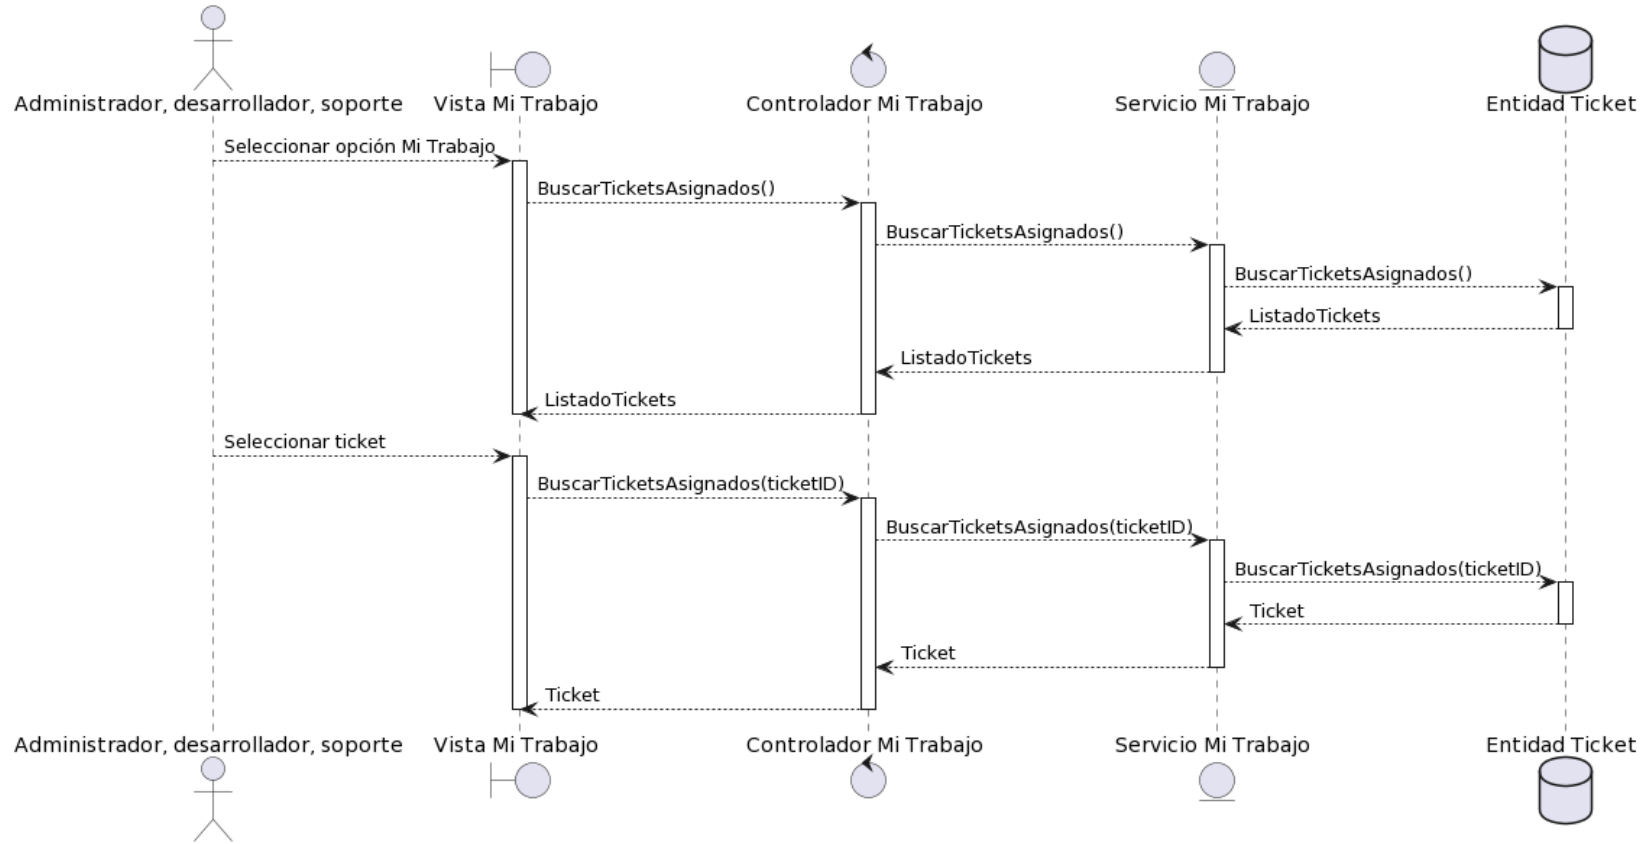 Administrador, desarrollador, soporte
Vista Mi Trabajo
Controlador Mi Trabajo
Servicio Mi Trabajo
Entidad Ticket
Seleccionar opción Mi Trabajo
BuscarTicketsAsignados()
BuscarTicketsAsignados()
BuscarTicketsAsignados()
ListadoTickets
ListadoTickets
ListadoTickets
Seleccionar ticket
BuscarTicketsAsignados(ticketID)
BuscarTicketsAsignados(ticketID)
BuscarTicketsAsignados(ticketID)
Ticket
Ticket
Ticket
Administrador, desarrollador, soporte
Vista Mi Trabajo
Controlador Mi Trabajo
Servicio Mi Trabajo
Entidad Ticket